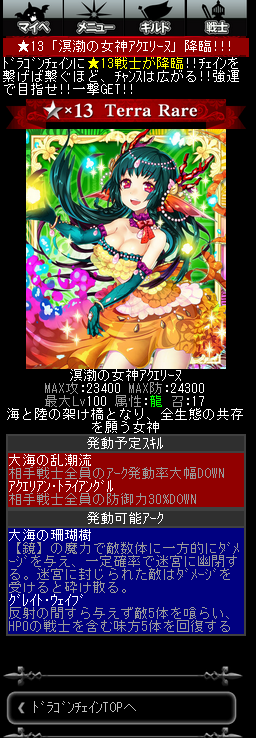 マイペ メニュー ギルド 戦士
★13「溟渤の女神ｱｸｴﾘｰﾇ」降臨!!!
ﾄﾞﾗｺﾞﾝﾁｪｲﾝに★13戦士が降臨!!ﾁｪｲﾝを
繋げば繋ぐほど、ﾁｬﾝｽは広がる!!強運
で目指せ!!一撃GET!!
★×13 Terra Rare
溟渤の女神ｱｸｴﾘｰﾇ
MAX攻:23400 MAX防:24300
最大Lv100 属性:龍 召:17
海と陸の架け橋となり、全生態の共存
を願う女神
発動予定ｽｷﾙ
大海の乱潮流
相手戦士全員のｱｰｸ発動率大幅DOWN
ｱｸｴﾘｱﾝ・ﾄﾗｲｱﾝｸﾞﾙ
相手戦士全員の防御力30%DOWN
発動可能ｱｰｸ
大海の珊瑚樹
【鏡】の魔力で敵数体に一方的にﾀﾞﾒ
ｰｼﾞを与え、一定確率で迷宮に幽閉す
る。迷宮に封じられた敵はﾀﾞﾒｰｼﾞを
受けると砕け散る。
ｸﾞﾚｲﾄ・ｳｪｲﾌﾞ
反射の間すら与えず敵5体を喰らい、
HP0の戦士を含む味方5体を回復する
ﾄﾞﾗｺﾞﾝﾁｪｲﾝTOPへ